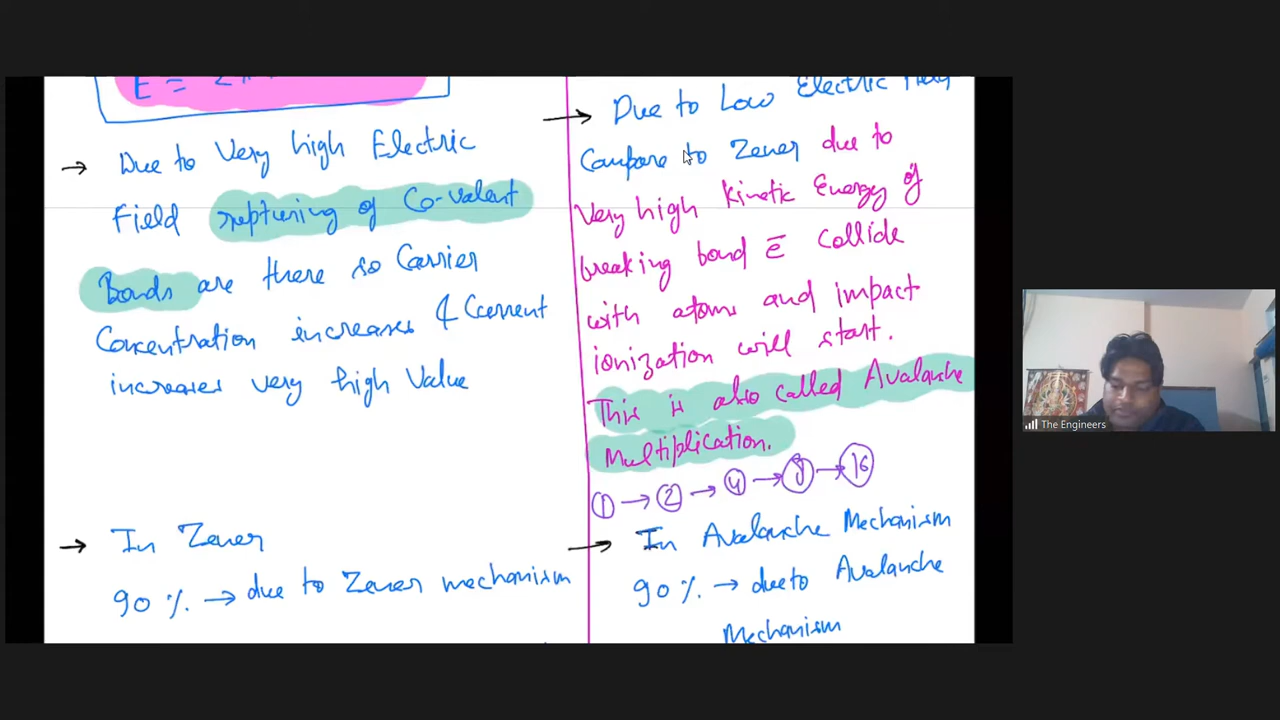 E =
→ Due to Very high Electric
Field repturing of Co-valent
Bonds are there so Carrier
Concentration increases & Current
increases very high Value
→ In Zener
90 % → due to Zener mechanism
→ Due to Low Electric
Compare to Zener due to
Very high Kinetic Energy of
breaking bond e̅ collide
with atoms and impact
ionization will start.
This is also called Avalanche
Multiplication.
1 → 2 → 4 → 8 → 16
→ In Avalanche Mechanism
90 % → due to Avalanche
Mechanism
The Engineers